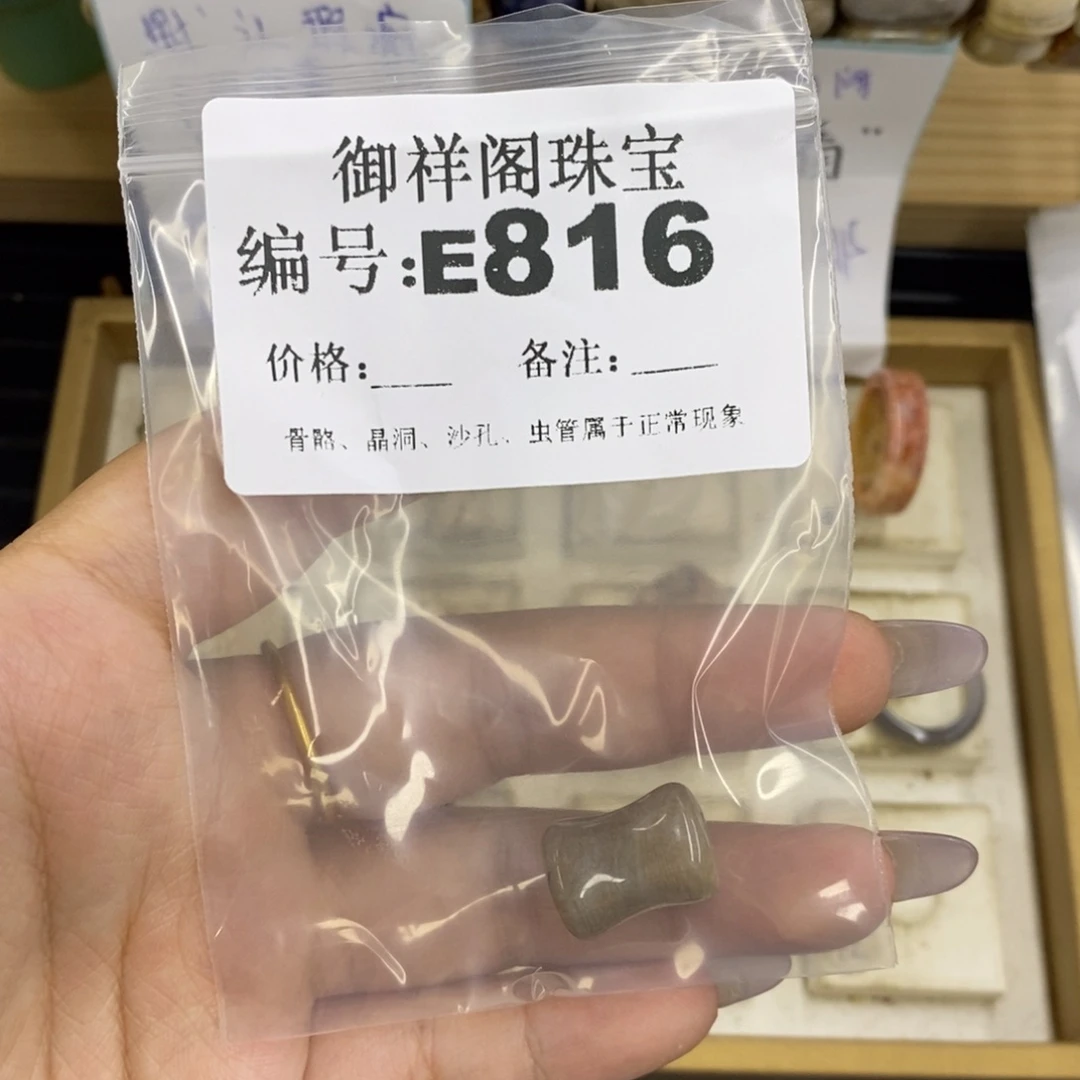 御祥阁珠宝
编号:E816
价格:____ 备注:____
骨骼、晶洞、沙孔、虫管属于正常现象